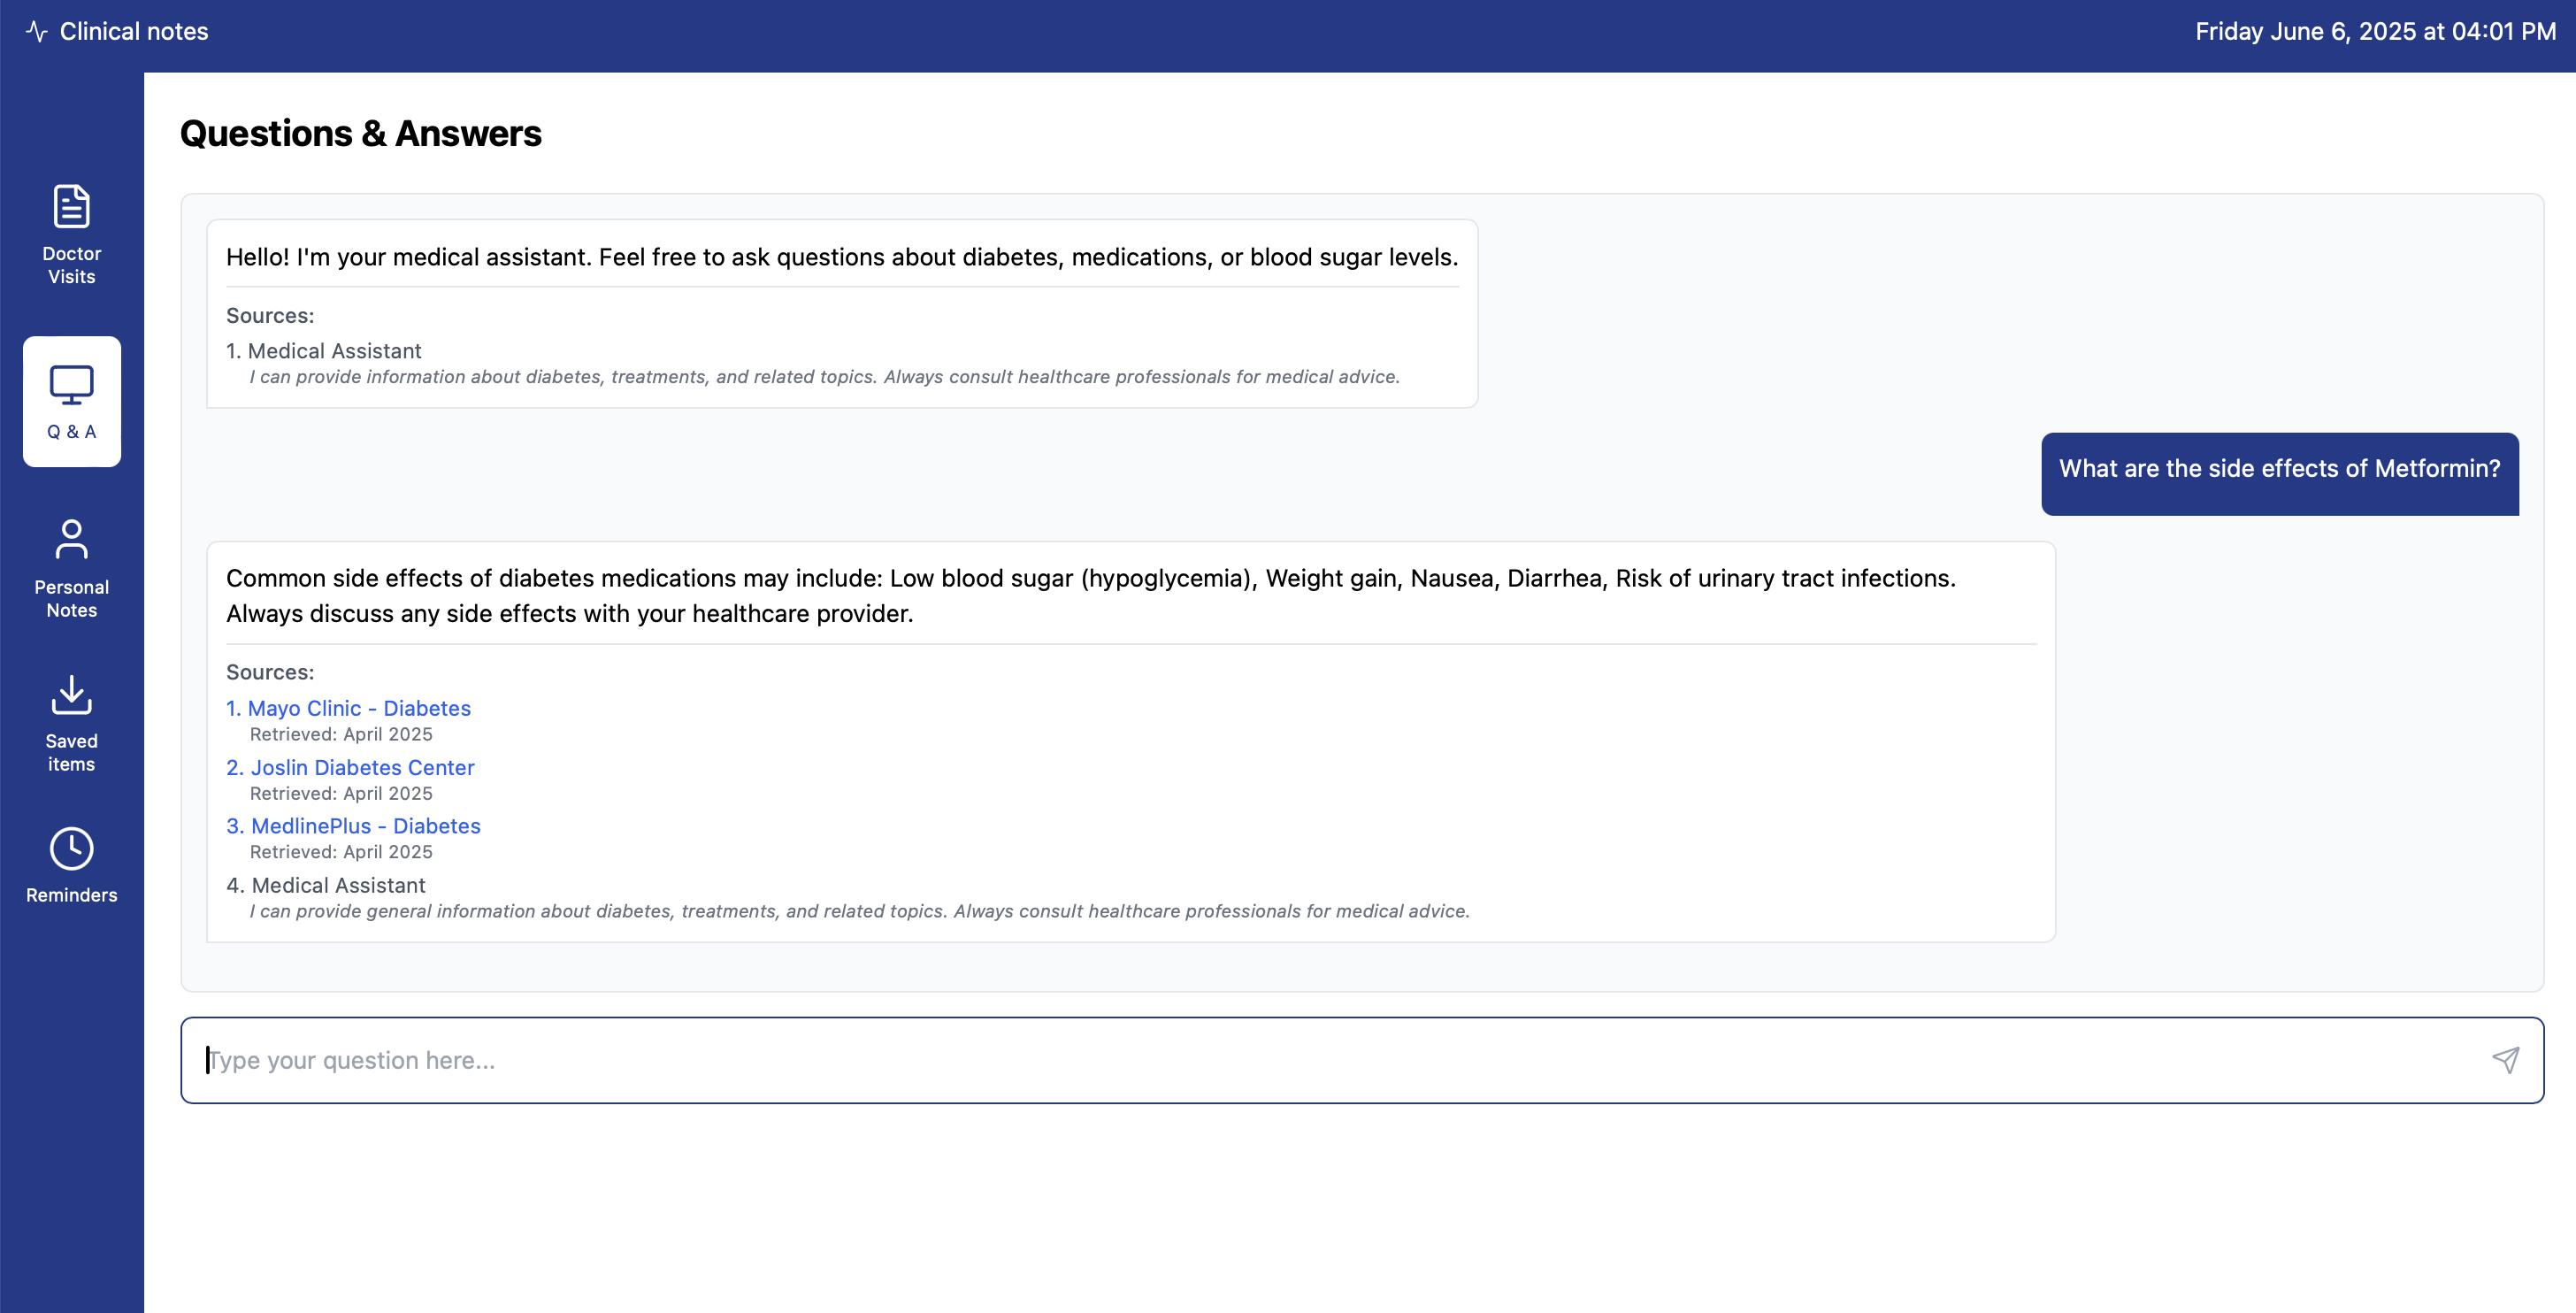 Clinical notes
Friday June 6, 2025 at 04:01 PM
Doctor
Visits
Q & A
Personal
Notes
Saved
items
Reminders
Questions & Answers
Hello! I'm your medical assistant. Feel free to ask questions about diabetes, medications, or blood sugar levels.
Sources:
1. Medical Assistant
I can provide information about diabetes, treatments, and related topics. Always consult healthcare professionals for medical advice.
What are the side effects of Metformin?
Common side effects of diabetes medications may include: Low blood sugar (hypoglycemia), Weight gain, Nausea, Diarrhea, Risk of urinary tract infections.
Always discuss any side effects with your healthcare provider.
Sources:
1. Mayo Clinic - Diabetes
Retrieved: April 2025
2. Joslin Diabetes Center
Retrieved: April 2025
3. MedlinePlus - Diabetes
Retrieved: April 2025
4. Medical Assistant
I can provide general information about diabetes, treatments, and related topics. Always consult healthcare professionals for medical advice.
Type your question here...